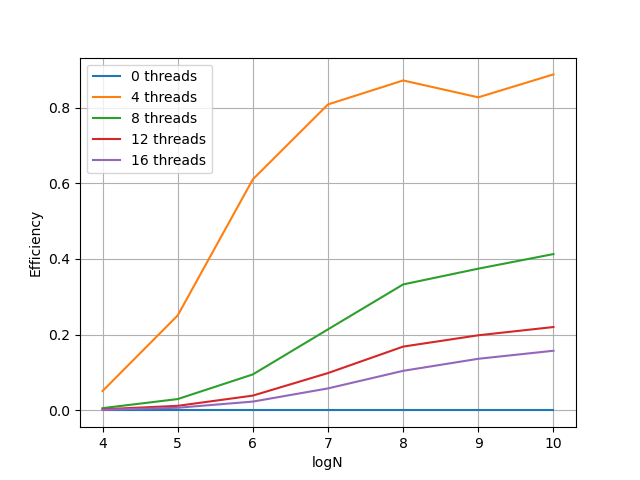 0 threads
4 threads
8 threads
12 threads
16 threads
Efficiency
0.8
0.6
0.4
0.2
0.0
4 5 6 7 8 9 10
logN